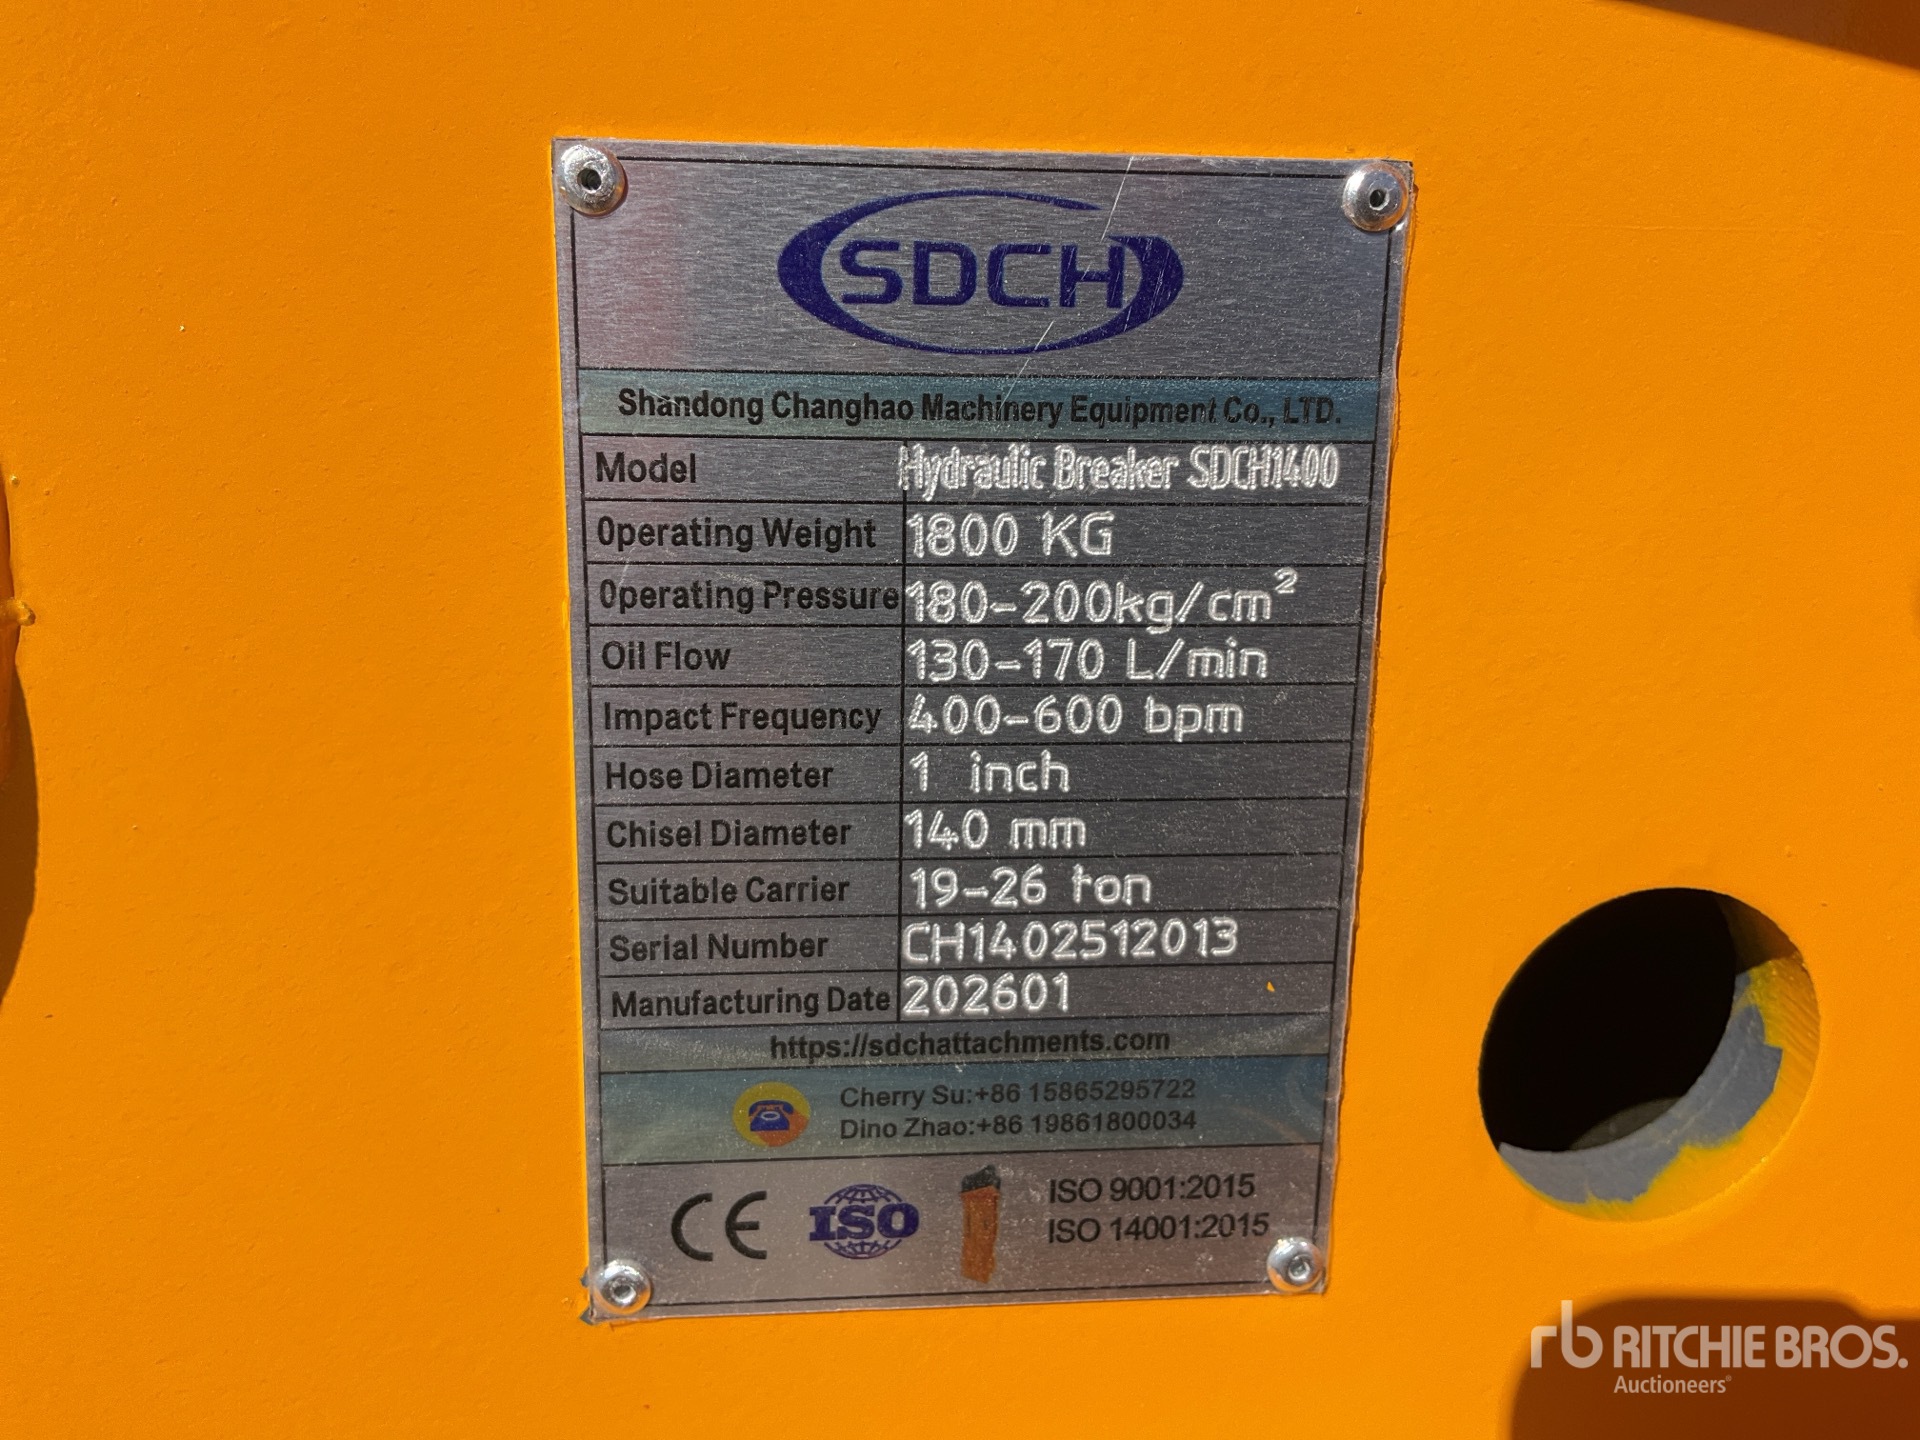 SDCH
Shandong Changhao Machinery Equipment Co., LTD.
Model Hydraulic Breaker SDCH1400
Operating Weight 1800 KG
Operating Pressure 180-200kg/cm²
Oil Flow 130-170 L/min
Impact Frequency 400-600 bpm
Hose Diameter 1 inch
Chisel Diameter 140 mm
Suitable Carrier 19-26 ton
Serial Number CH1402512013
Manufacturing Date 202601
https://sdchattachments.com
Cherry Su:+86 15865295722
Dino Zhao:+86 19861800034
CE ISO ISO 9001:2015
ISO 14001:2015
rb RITCHIE BROS.
Auctioneers®